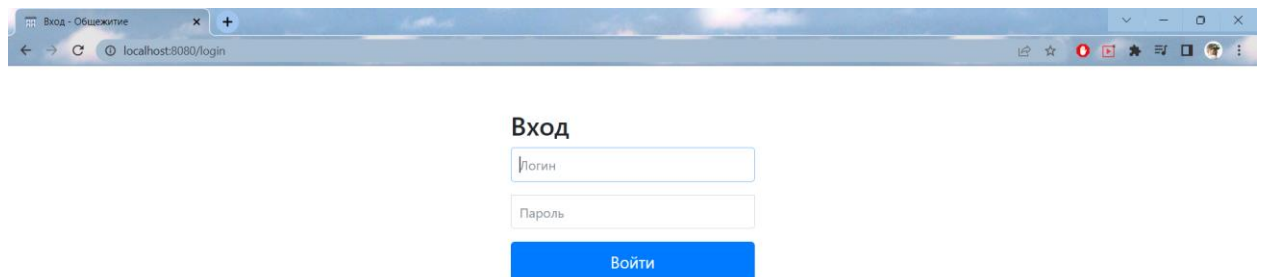 Вход - Общежитие
localhost:8080/login
Вход
Логин
Пароль
Войти